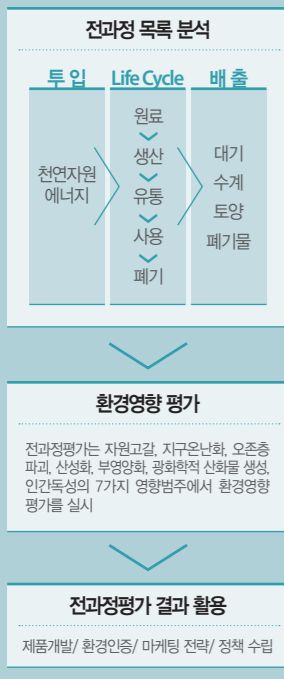 전과정 목록 분석
투 입
Life Cycle
배 출
천연자원
에너지
원료
생산
유통
사용
폐기
대기
수계
토양
폐기물
환경영향 평가
전과정평가는 자원고갈, 지구온난화, 오존층
파괴, 산성화, 부영양화, 광화학적 산화물 생성,
인간독성의 7가지 영향범주에서 환경영향
평가를 실시
전과정평가 결과 활용
제품개발/ 환경인증/ 마케팅 전략/ 정책 수립